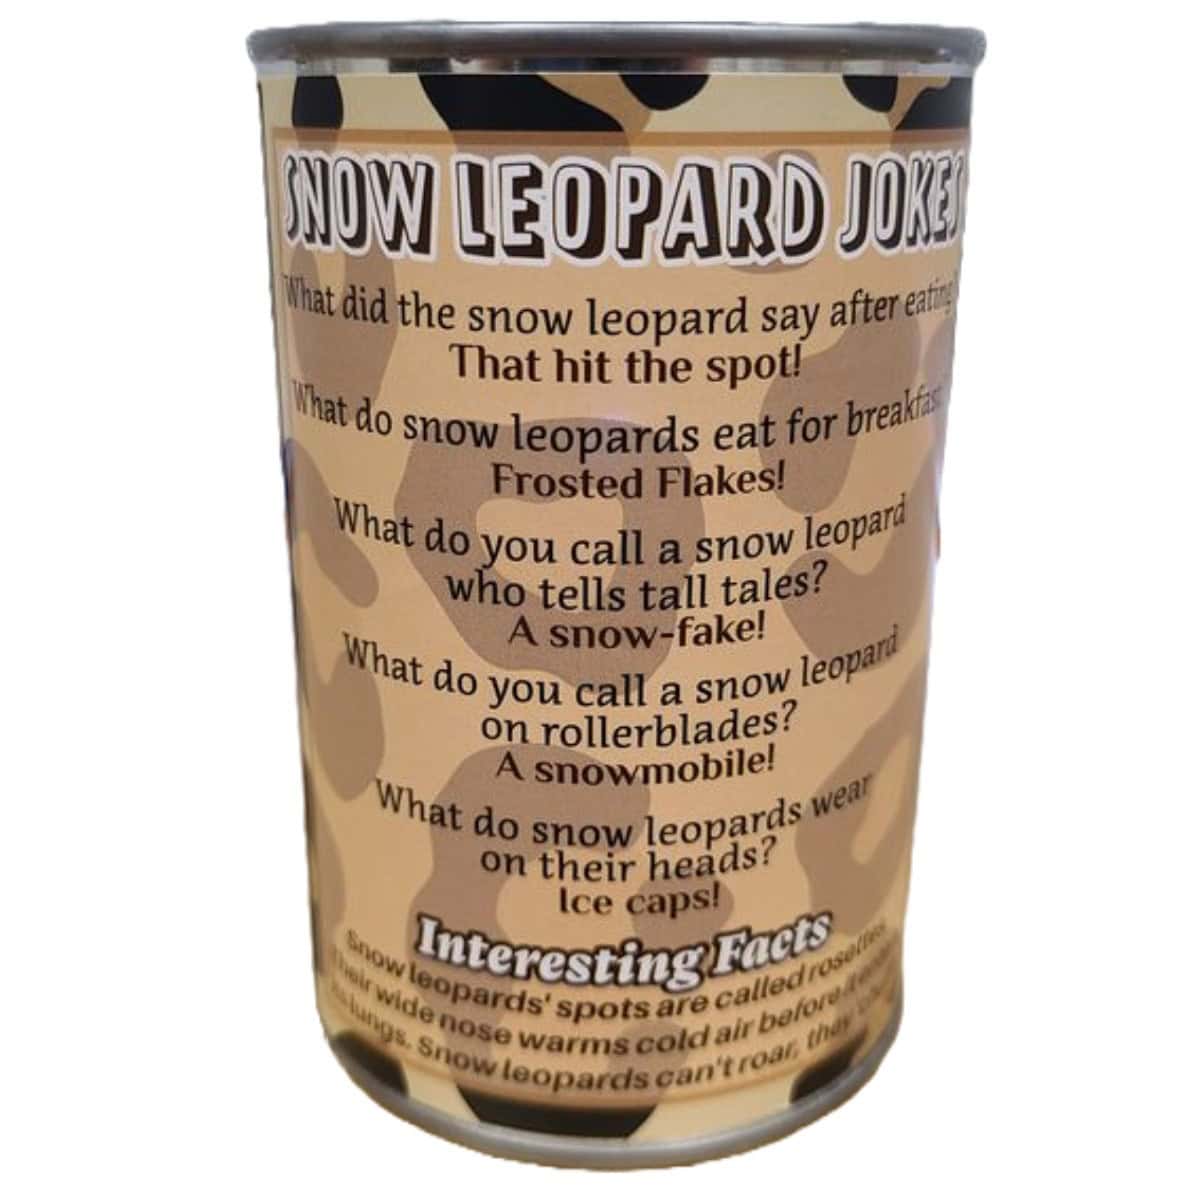 SNOW LEOPARD JOKES
What did the snow leopard say after eating
That hit the spot!
What do snow leopards eat for breakfast
Frosted Flakes!
What do you call a snow leopard
who tells tall tales?
A snow-fake!
What do you call a snow leopard
on rollerblades?
A snowmobile!
What do snow leopards wear
on their heads?
Ice caps!
Interesting Facts
Snow leopards' spots are called rosettes.
Their wide nose warms cold air before it
lungs. Snow leopards can't roar, they